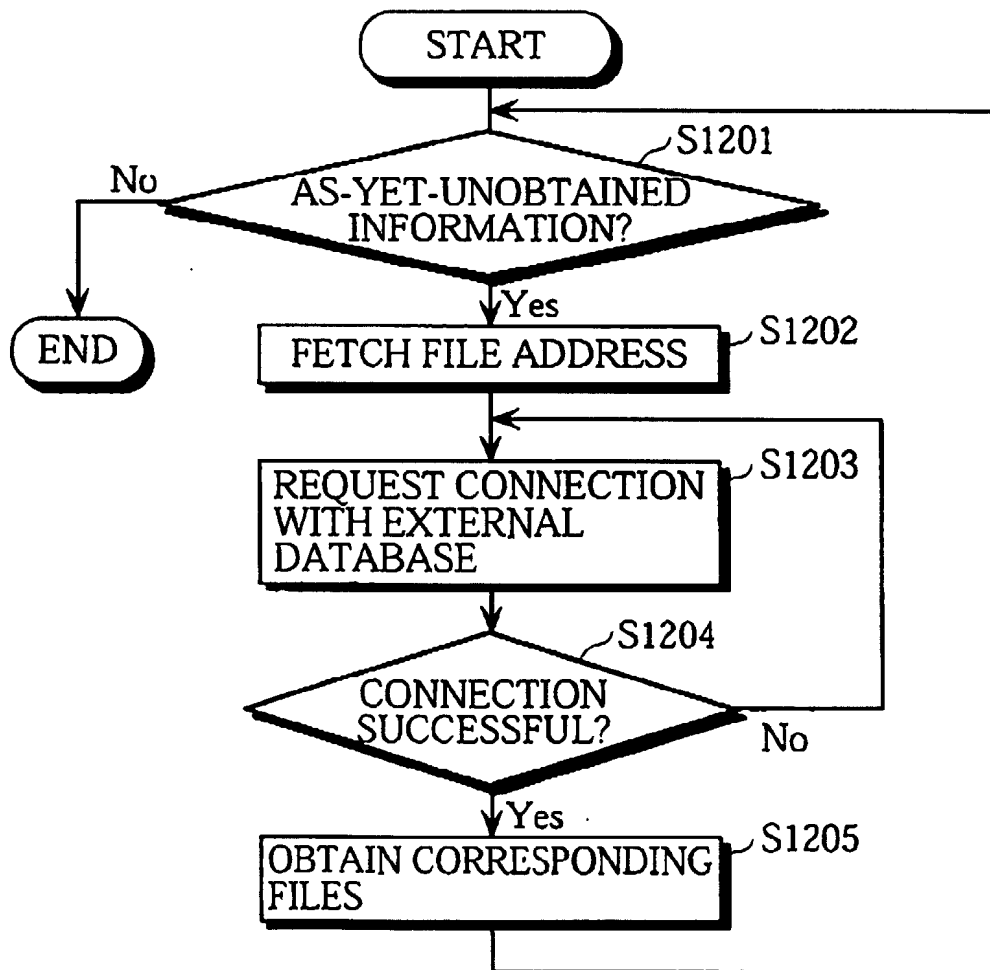 START
S1201
No
AS-YET-UNOBTAINED
INFORMATION?
Yes
END
S1202
FETCH FILE ADDRESS
S1203
REQUEST CONNECTION
WITH EXTERNAL
DATABASE
S1204
CONNECTION
SUCCESSFUL?
No
Yes
S1205
OBTAIN CORRESPONDING
FILES